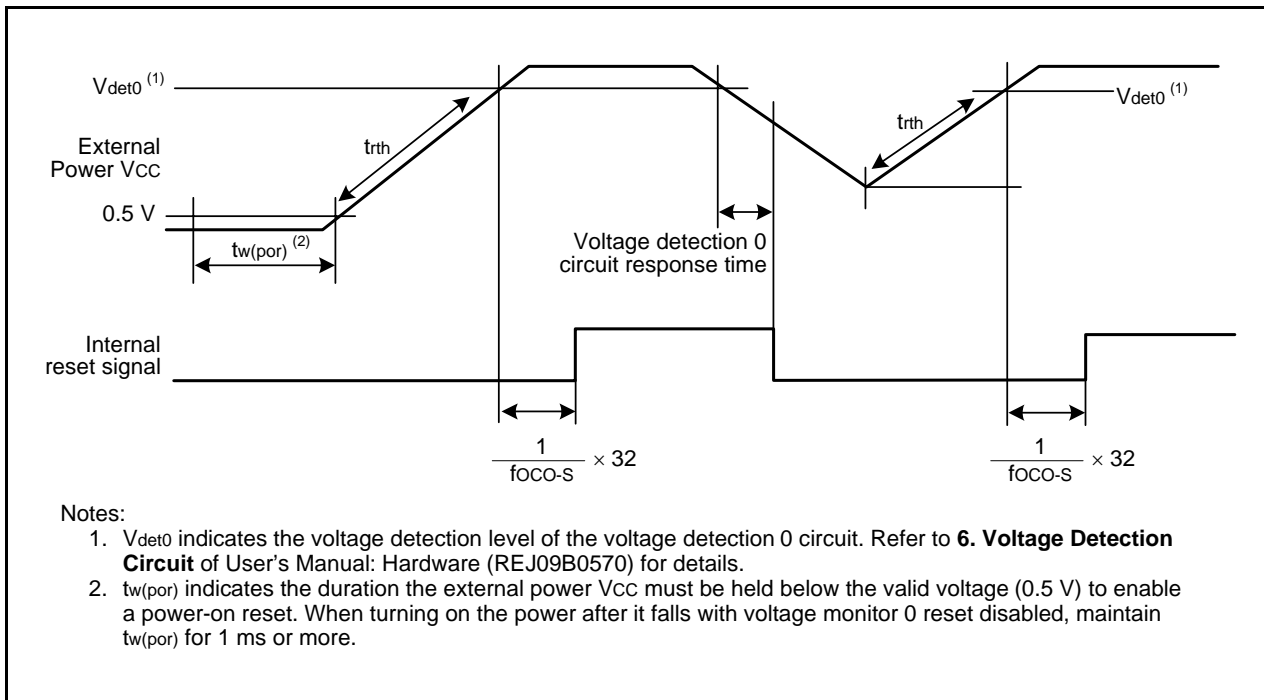 Vdet0 (1)
External
Power VCC
0.5 V
tw(por) (2)
trth
Voltage detection 0
circuit response time
trth
Vdet0 (1)
Internal
reset signal
1
fOCO-S
× 32
1
fOCO-S
× 32
Notes:
1. Vdet0 indicates the voltage detection level of the voltage detection 0 circuit. Refer to 6. Voltage Detection
Circuit of User's Manual: Hardware (REJ09B0570) for details.
2. tw(por) indicates the duration the external power VCC must be held below the valid voltage (0.5 V) to enable
a power-on reset. When turning on the power after it falls with voltage monitor 0 reset disabled, maintain
tw(por) for 1 ms or more.